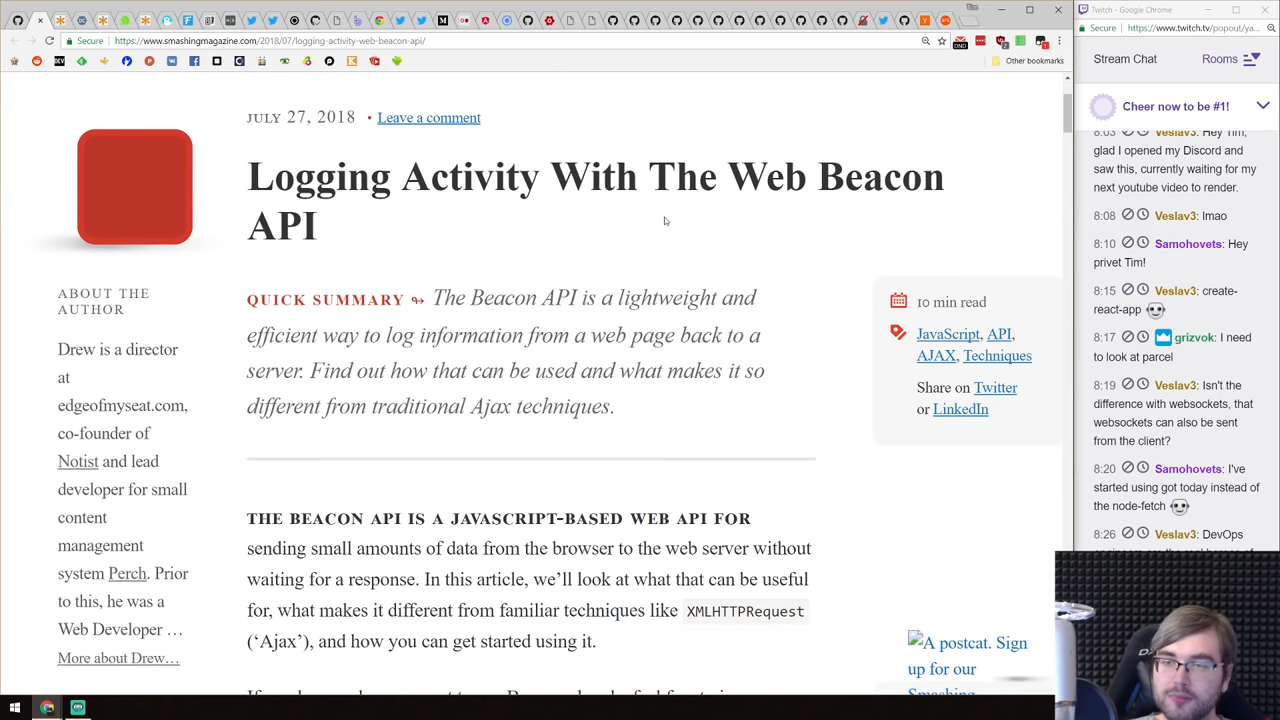 Tim
Twitch - Google Chrome
Secure
https://www.smashingmagazine.com/2018/07/logging-activity-web-beacon-api/
Secure
https://www.twitch.tv/popout/ya...
Other bookmarks
JULY 27, 2018 • Leave a comment
Logging Activity With The Web Beacon
API
ABOUT THE
AUTHOR
Drew is a director
at
edgeofmyseat.com,
co-founder of
Notist and lead
developer for small
content
management
system Perch. Prior
to this, he was a
Web Developer …
More about Drew…
QUICK SUMMARY ↬ The Beacon API is a lightweight and
efficient way to log information from a web page back to a
server. Find out how that can be used and what makes it so
different from traditional Ajax techniques.
10 min read
JavaScript, API,
AJAX, Techniques
Share on Twitter
or LinkedIn
THE BEACON API IS A JAVASCRIPT-BASED WEB API FOR
sending small amounts of data from the browser to the web server without
waiting for a response. In this article, we’ll look at what that can be useful
for, what makes it different from familiar techniques like XMLHTTPRequest
(‘Ajax’), and how you can get started using it.
A postcat. Sign
up for our
Smashing
Stream Chat
Rooms
Cheer now to be #1!
8:03 Veslav3: Hey Tim,
glad I opened my Discord and
saw this, currently waiting for my
next youtube video to render.
8:08 Veslav3: lmao
8:10 Samohovets: Hey
privet Tim!
8:15 Veslav3: create-
react-app
8:17 grizvok: I need
to look at parcel
8:19 Veslav3: Isn't the
difference with websockets, that
websockets can also be sent
from the client?
8:20 Samohovets: I've
started using got today instead of
the node-fetch
8:26 Veslav3: DevOps